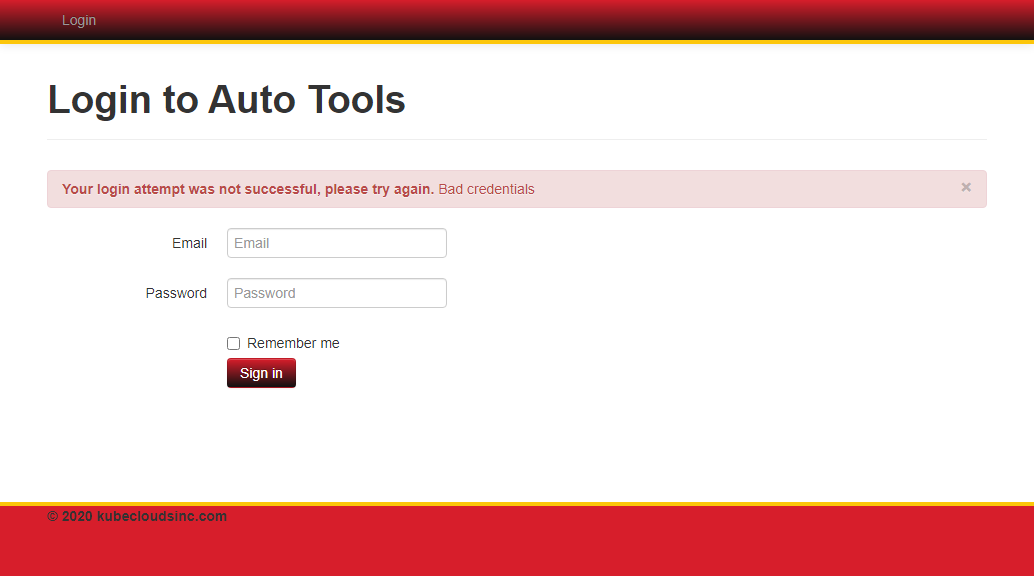 Login
Login to Auto Tools
Your login attempt was not successful, please try again. Bad credentials ×
Email Email
Password Password
Remember me
Sign in
© 2020 kubecloudsinc.com